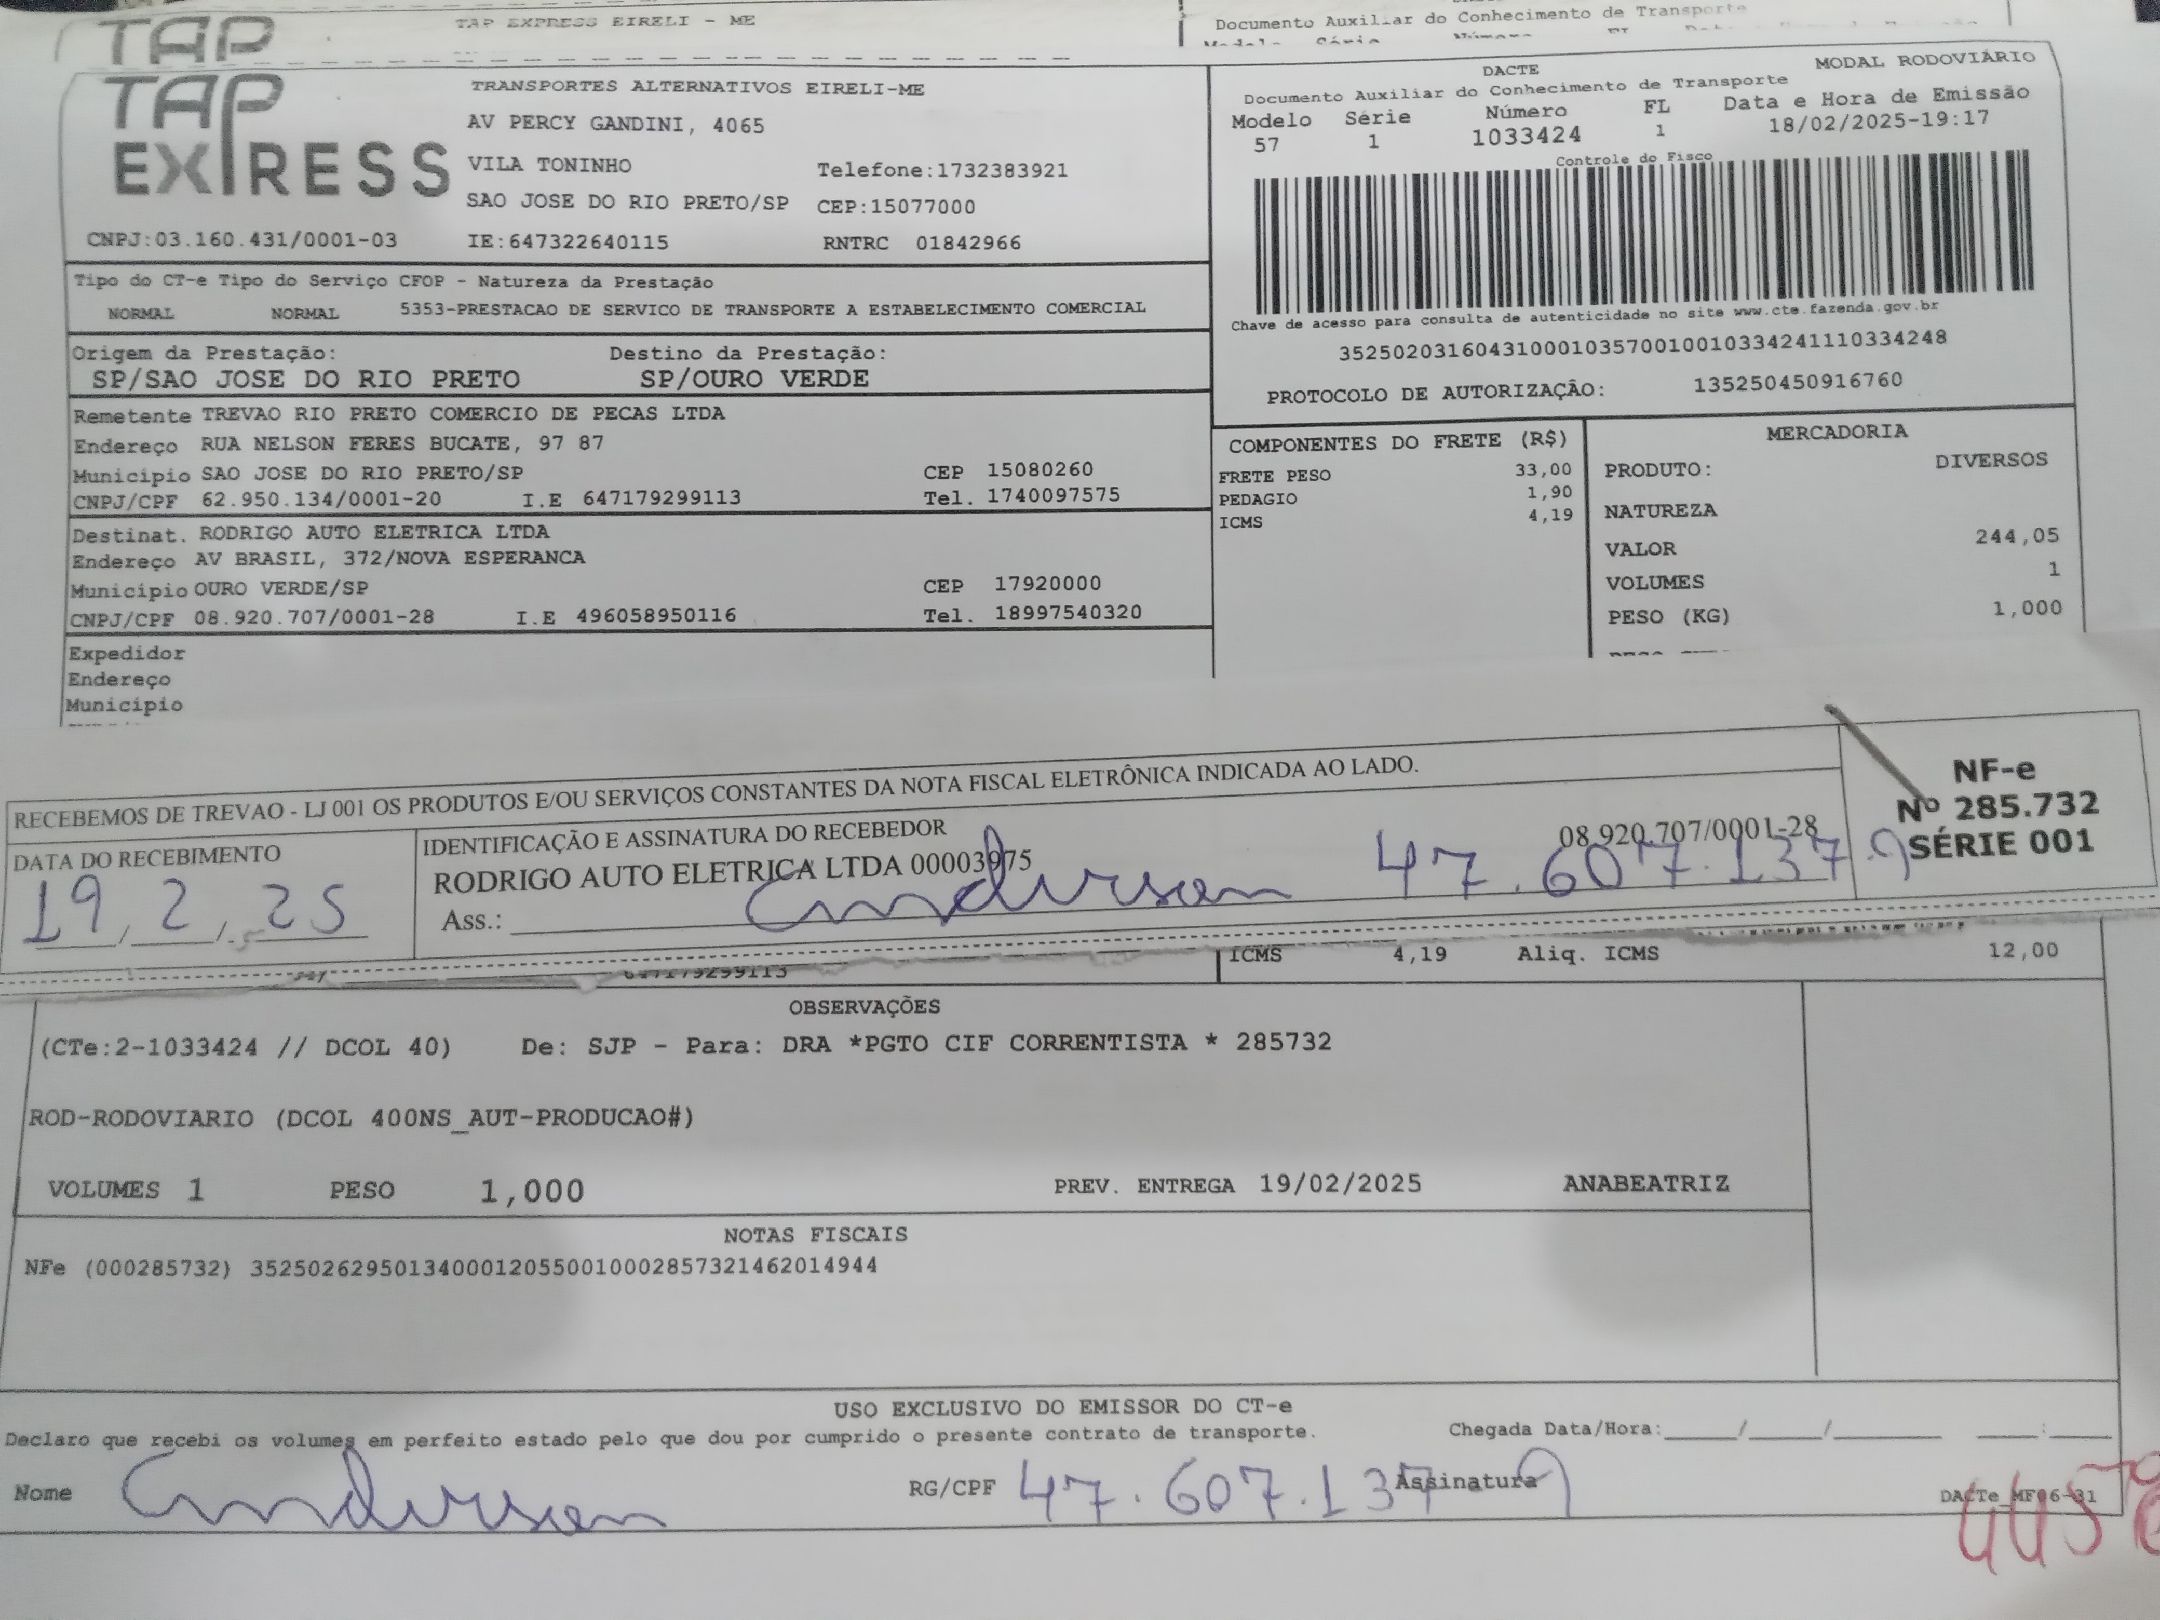 TAP
TAP EXPRESS EIRELI - ME
Documento Auxiliar do Conhecimento de Transporte
TAP EXPRESS
TRANSPORTES ALTERNATIVOS EIRELI-ME
AV PERCY GANDINI, 4065
VILA TONINHO Telefone:1732383921
SAO JOSE DO RIO PRETO/SP CEP:15077000
CNPJ:03.160.431/0001-03 IE:647322640115 RNTRC 01842966
DACTE MODAL RODOVIÁRIO
Documento Auxiliar do Conhecimento de Transporte
Modelo Série Número FL Data e Hora de Emissão
57 1 1033424 1 18/02/2025-19:17
Controle do Fisco
Chave de acesso para consulta de autenticidade no site www.cte.fazenda.gov.br
35250203160431000103570010010334241110334248
PROTOCOLO DE AUTORIZAÇÃO: 135250450916760
Tipo do CT-e Tipo do Serviço CFOP - Natureza da Prestação
NORMAL NORMAL 5353-PRESTACAO DE SERVICO DE TRANSPORTE A ESTABELECIMENTO COMERCIAL
Origem da Prestação: Destino da Prestação:
SP/SAO JOSE DO RIO PRETO SP/OURO VERDE
Remetente TREVAO RIO PRETO COMERCIO DE PECAS LTDA
Endereço RUA NELSON FERES BUCATE, 97 87
Município SAO JOSE DO RIO PRETO/SP CEP 15080260
CNPJ/CPF 62.950.134/0001-20 I.E 647179299113 Tel. 1740097575
Destinat. RODRIGO AUTO ELETRICA LTDA
Endereço AV BRASIL, 372/NOVA ESPERANCA
Município OURO VERDE/SP CEP 17920000
CNPJ/CPF 08.920.707/0001-28 I.E 496058950116 Tel. 18997540320
Expedidor
Endereço
Município
COMPONENTES DO FRETE (R$)
FRETE PESO 33,00
PEDAGIO 1,90
ICMS 4,19
MERCADORIA
PRODUTO: DIVERSOS
NATUREZA
VALOR 244,05
VOLUMES 1
PESO (KG) 1,000
RECEBEMOS DE TREVAO - LJ 001 OS PRODUTOS E/OU SERVIÇOS CONSTANTES DA NOTA FISCAL ELETRÔNICA INDICADA AO LADO.
DATA DO RECEBIMENTO
19/2/25
IDENTIFICAÇÃO E ASSINATURA DO RECEBEDOR
RODRIGO AUTO ELETRICA LTDA 00003975 08.920.707/0001-28
Ass.: Anderson 47.607.137.9
NF-e
Nº 285.732
SÉRIE 001
647179299113
ICMS 4,19 Aliq. ICMS 12,00
OBSERVAÇÕES
(CTe:2-1033424 // DCOL 40) De: SJP - Para: DRA *PGTO CIF CORRENTISTA * 285732
ROD-RODOVIARIO (DCOL 400NS_AUT-PRODUCAO#)
VOLUMES 1 PESO 1,000 PREV. ENTREGA 19/02/2025 ANABEATRIZ
NOTAS FISCAIS
NFe (000285732) 35250262950134000120550010002857321462014944
USO EXCLUSIVO DO EMISSOR DO CT-e
Declaro que recebi os volumes em perfeito estado pelo que dou por cumprido o presente contrato de transporte. Chegada Data/Hora:_____/_____/_______ ____:____
Nome Anderson RG/CPF 47.607.137-9 Assinatura